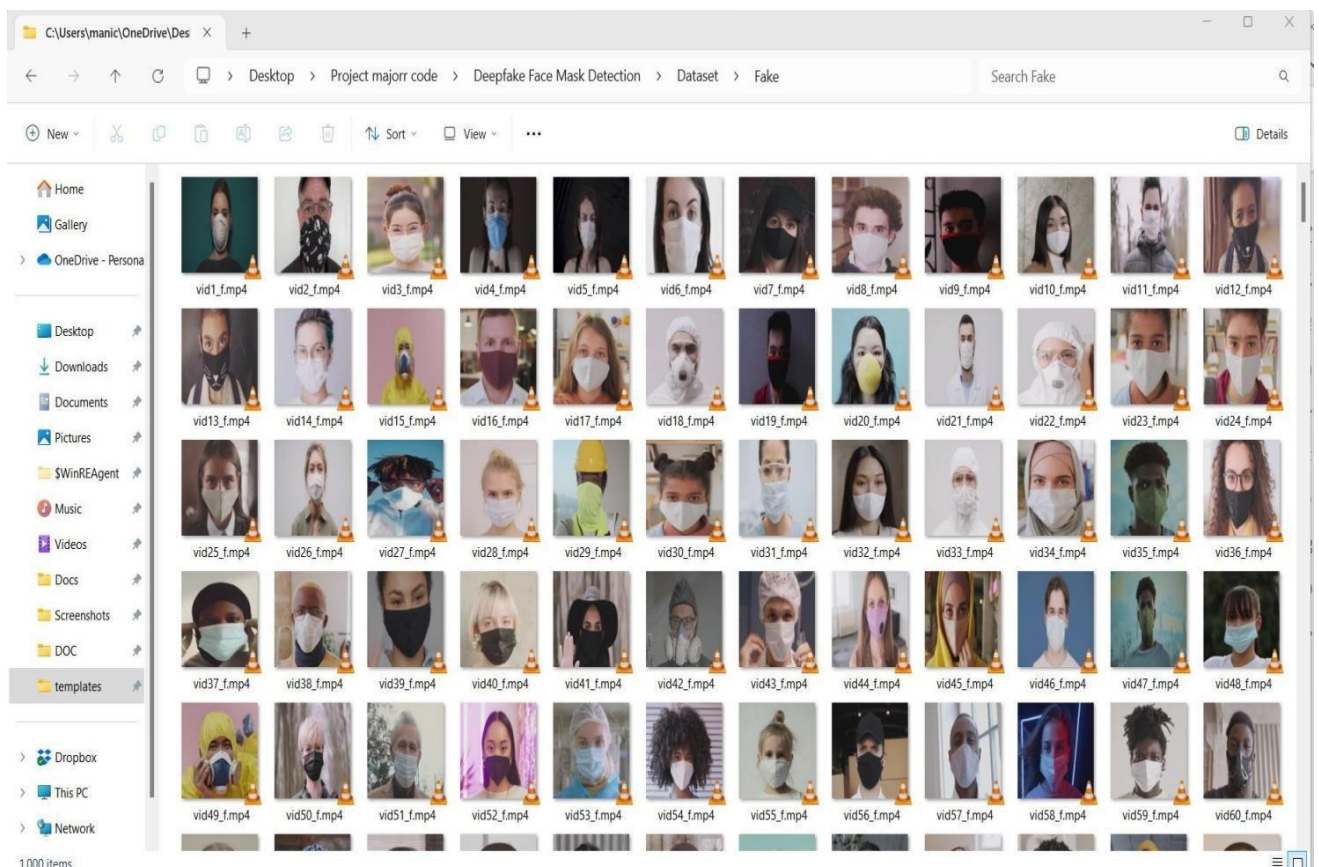 C:\Users\manic\OneDrive\Des
Desktop > Project majorr code > Deepfake Face Mask Detection > Dataset > Fake
Search Fake
New
Sort
View
Details
Home
Gallery
OneDrive - Persona
Desktop
Downloads
Documents
Pictures
$WinREAgent
Music
Videos
Docs
Screenshots
DOC
templates
Dropbox
This PC
Network
vid1_f.mp4 vid2_f.mp4 vid3_f.mp4 vid4_f.mp4 vid5_f.mp4 vid6_f.mp4 vid7_f.mp4 vid8_f.mp4 vid9_f.mp4 vid10_f.mp4 vid11_f.mp4 vid12_f.mp4
vid13_f.mp4 vid14_f.mp4 vid15_f.mp4 vid16_f.mp4 vid17_f.mp4 vid18_f.mp4 vid19_f.mp4 vid20_f.mp4 vid21_f.mp4 vid22_f.mp4 vid23_f.mp4 vid24_f.mp4
vid25_f.mp4 vid26_f.mp4 vid27_f.mp4 vid28_f.mp4 vid29_f.mp4 vid30_f.mp4 vid31_f.mp4 vid32_f.mp4 vid33_f.mp4 vid34_f.mp4 vid35_f.mp4 vid36_f.mp4
vid37_f.mp4 vid38_f.mp4 vid39_f.mp4 vid40_f.mp4 vid41_f.mp4 vid42_f.mp4 vid43_f.mp4 vid44_f.mp4 vid45_f.mp4 vid46_f.mp4 vid47_f.mp4 vid48_f.mp4
vid49_f.mp4 vid50_f.mp4 vid51_f.mp4 vid52_f.mp4 vid53_f.mp4 vid54_f.mp4 vid55_f.mp4 vid56_f.mp4 vid57_f.mp4 vid58_f.mp4 vid59_f.mp4 vid60_f.mp4
1,000 items